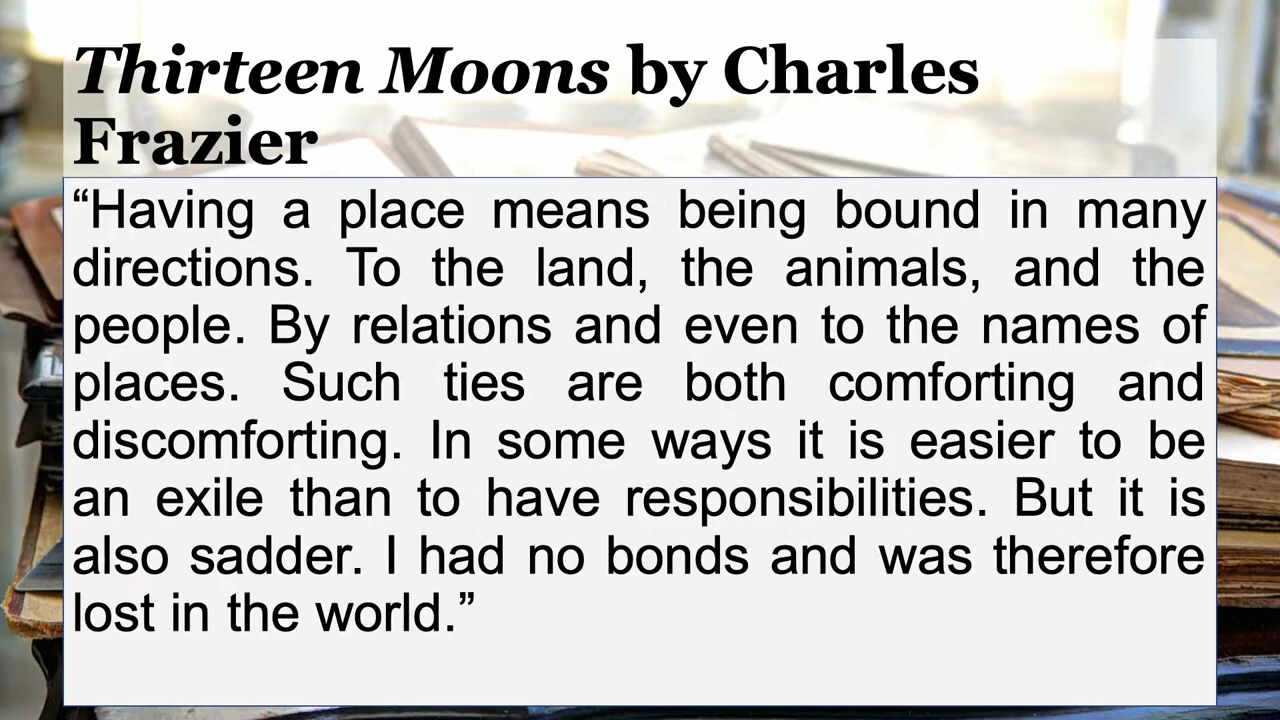 Thirteen Moons by Charles
Frazier
“Having a place means being bound in many
directions. To the land, the animals, and the
people. By relations and even to the names of
places. Such ties are both comforting and
discomforting. In some ways it is easier to be
an exile than to have responsibilities. But it is
also sadder. I had no bonds and was therefore
lost in the world.”